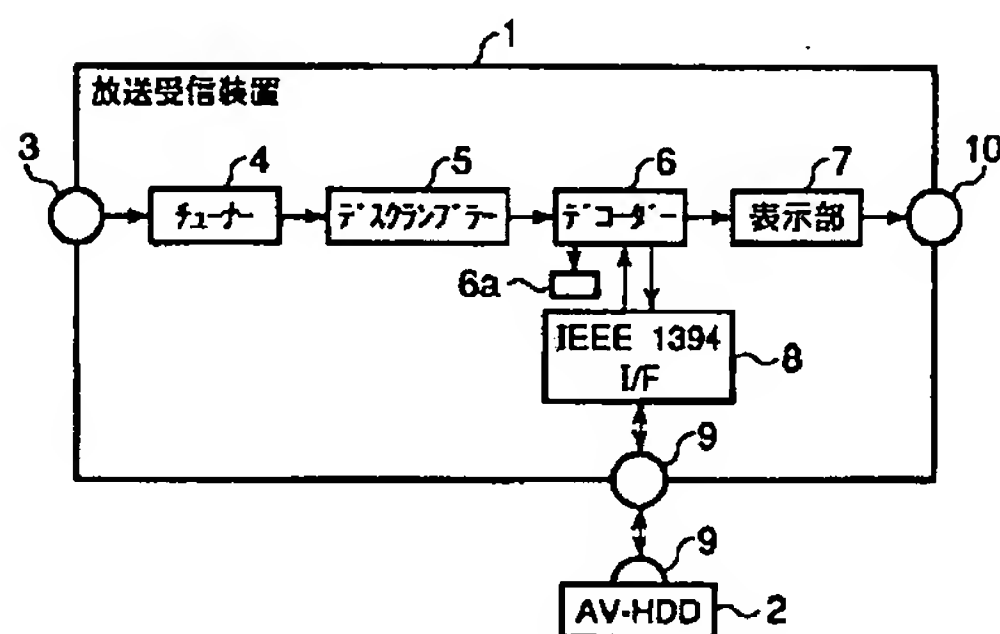 1
放送受信装置
3
4
5
6
7
10
チューナー
デスクランブラー
デコーダー
表示部
6a
IEEE 1394
I/F
8
9
9
AV-HDD
2